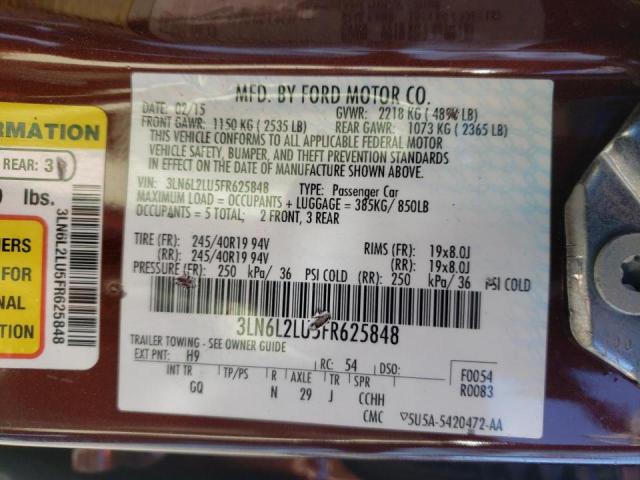 MFD. BY FORD MOTOR CO.
DATE: 02/15 GVWR: 2218 KG ( LB)
FRONT GAWR: 1150 KG (2535 LB) REAR GAWR: 1073 KG (2365 LB)
THIS VEHICLE CONFORMS TO ALL APPLICABLE FEDERAL MOTOR
VEHICLE SAFETY, BUMPER, AND THEFT PREVENTION STANDARDS
IN EFFECT ON THE DATE OF MANUFACTURE SHOWN ABOVE.
VIN: 3LN6L2LU5FR625848 TYPE: Passenger Car
MAXIMUM LOAD = OCCUPANTS + LUGGAGE = 385KG/ 850LB
OCCUPANTS = 5 TOTAL; 2 FRONT, 3 REAR
TIRE (FR): 245/40R19 94V RIMS (FR): 19x8.0J
(RR): 245/40R19 94V (RR): 19x8.0J
PRESSURE (FR): 250 kPa/ 36 PSI COLD (RR): 250 kPa/ 36 PSI COLD
3LN6L2LU5FR625848
TRAILER TOWING - SEE OWNER GUIDE
EXT PNT: H9 RC: 54 DSO: F0054
R0083
INT TR TP/PS R AXLE TR SPR
GQ N 29 J CCHH
CMC ▽5U5A-5420472-AA
ORMATION
REAR: 3
lbs.
3LN6L2LU5FR625848
UERS
FOR
ONAL
ON